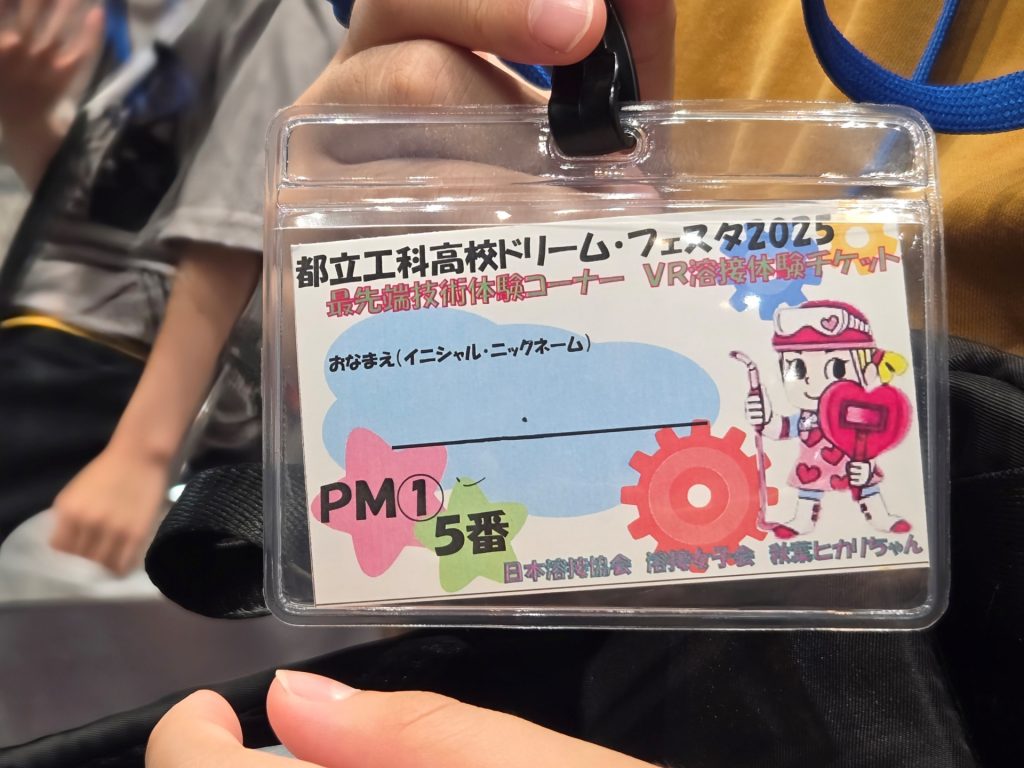 都立工科高校ドリーム・フェスタ2025
最先端技術体験コーナー　VR溶接体験チケット
おなまえ(イニシャル・ニックネーム)
PM①
5番
日本溶接協会　溶接女子会　秋葉ヒカリちゃん